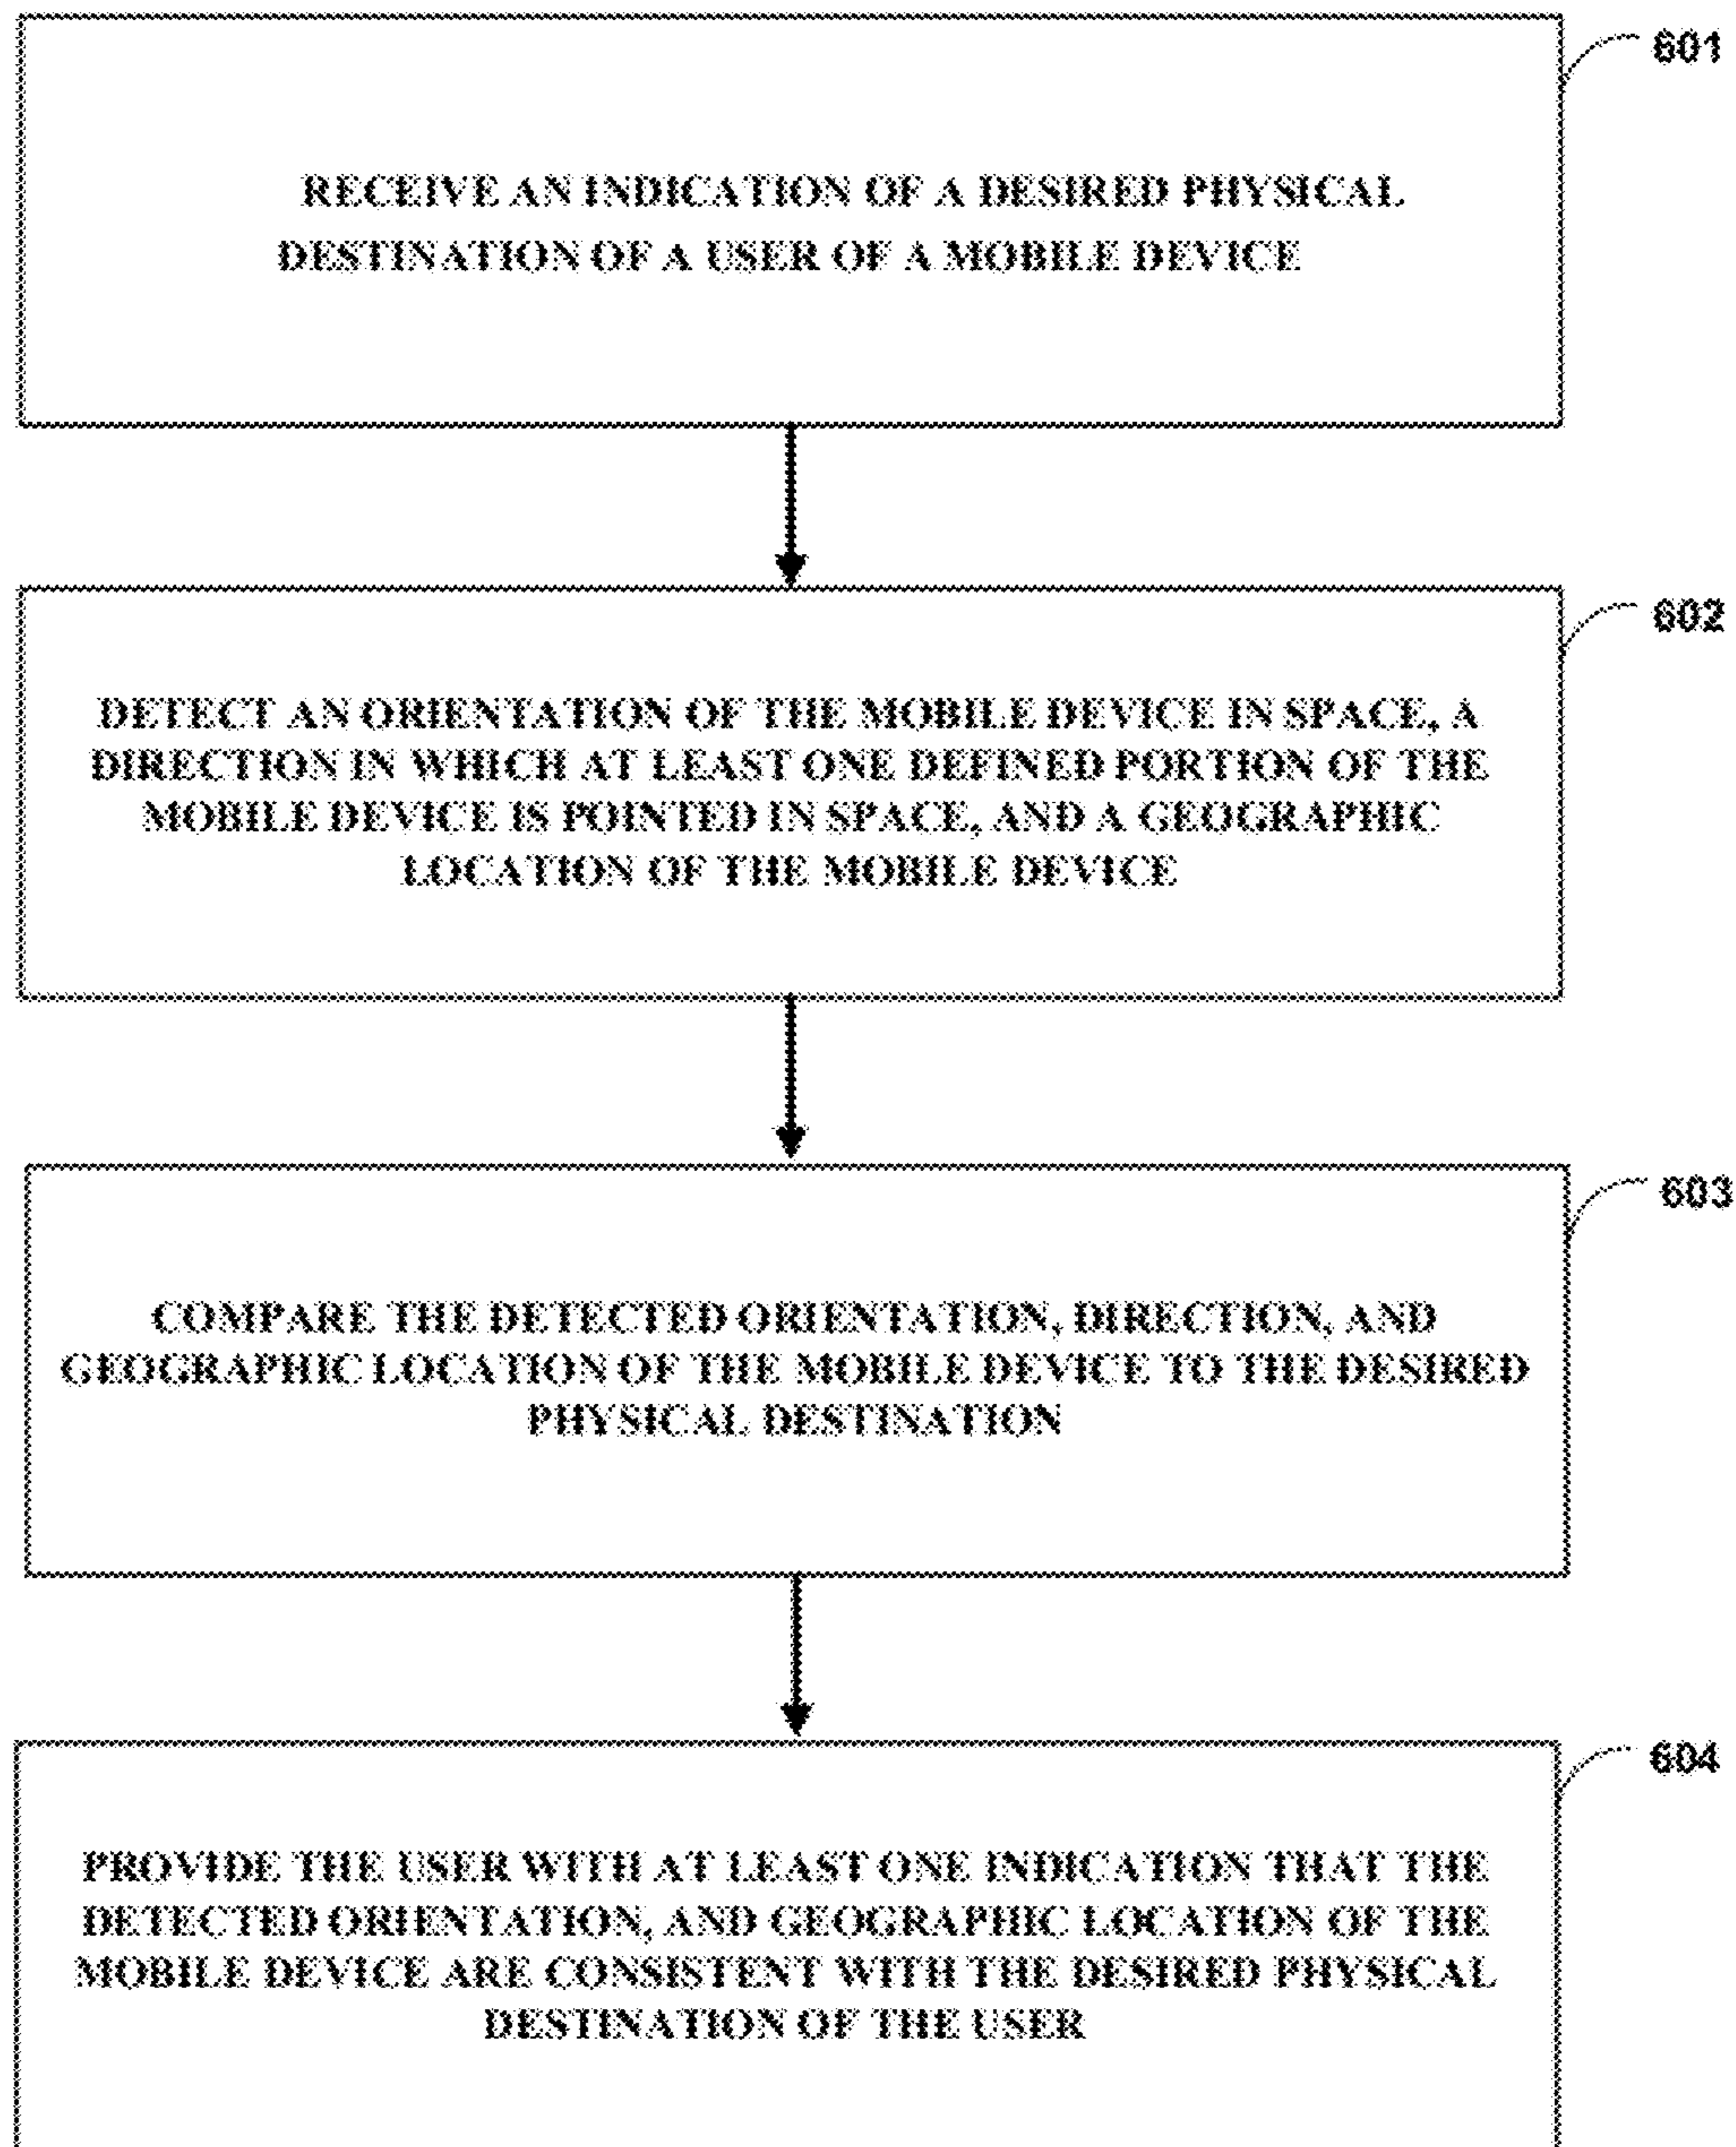 601
RECEIVE AN INDICATION OF A DESIRED PHYSICAL
DESTINATION OF A USER OF A MOBILE DEVICE
602
DETECT AN ORIENTATION OF THE MOBILE DEVICE IN SPACE, A
DIRECTION IN WHICH AT LEAST ONE DEFINED PORTION OF THE
MOBILE DEVICE IS POINTED IN SPACE, AND A GEOGRAPHIC
LOCATION OF THE MOBILE DEVICE
603
COMPARE THE DETECTED ORIENTATION, DIRECTION, AND
GEOGRAPHIC LOCATION OF THE MOBILE DEVICE TO THE DESIRED
PHYSICAL DESTINATION
604
PROVIDE THE USER WITH AT LEAST ONE INDICATION THAT THE
DETECTED ORIENTATION, AND GEOGRAPHIC LOCATION OF THE
MOBILE DEVICE ARE CONSISTENT WITH THE DESIRED PHYSICAL
DESTINATION OF THE USER